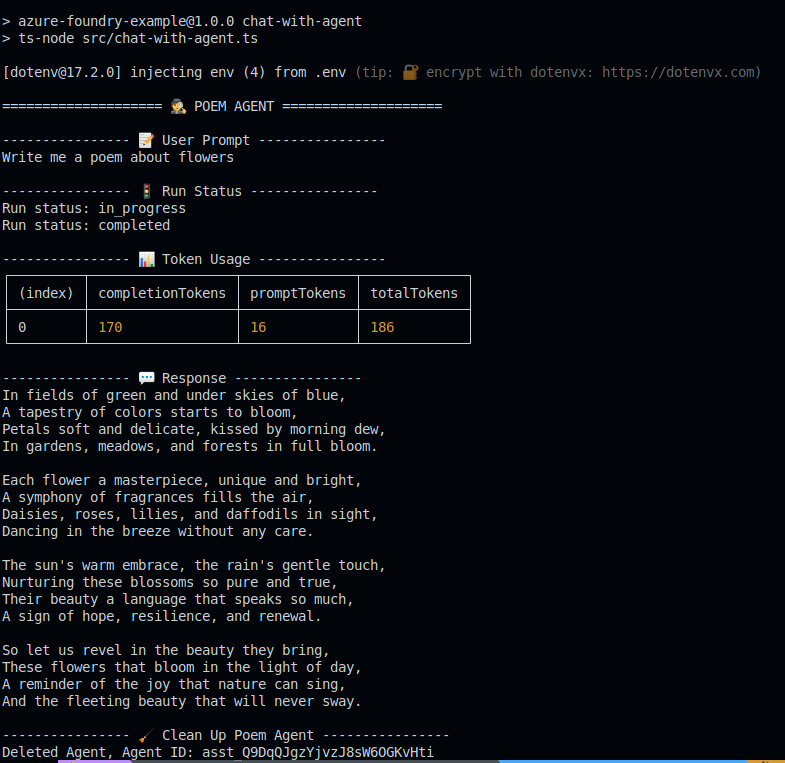 > azure-foundry-example@1.0.0 chat-with-agent
> ts-node src/chat-with-agent.ts
[dotenv@17.2.0] injecting env (4) from .env (tip: 🔐 encrypt with dotenvx: https://dotenvx.com)
==================== 🕵️ POEM AGENT ====================
---------------- 📝 User Prompt ----------------
Write me a poem about flowers
---------------- 🚦 Run Status ----------------
Run status: in_progress
Run status: completed
---------------- 📊 Token Usage ----------------
(index) completionTokens promptTokens totalTokens
0 170 16 186
---------------- 💬 Response ----------------
In fields of green and under skies of blue,
A tapestry of colors starts to bloom,
Petals soft and delicate, kissed by morning dew,
In gardens, meadows, and forests in full bloom.
Each flower a masterpiece, unique and bright,
A symphony of fragrances fills the air,
Daisies, roses, lilies, and daffodils in sight,
Dancing in the breeze without any care.
The sun's warm embrace, the rain's gentle touch,
Nurturing these blossoms so pure and true,
Their beauty a language that speaks so much,
A sign of hope, resilience, and renewal.
So let us revel in the beauty they bring,
These flowers that bloom in the light of day,
A reminder of the joy that nature can sing,
And the fleeting beauty that will never sway.
---------------- 🧹 Clean Up Poem Agent ----------------
Deleted Agent, Agent ID: asst_Q9DqQJgzYjvzJ8sW6OGKvHti